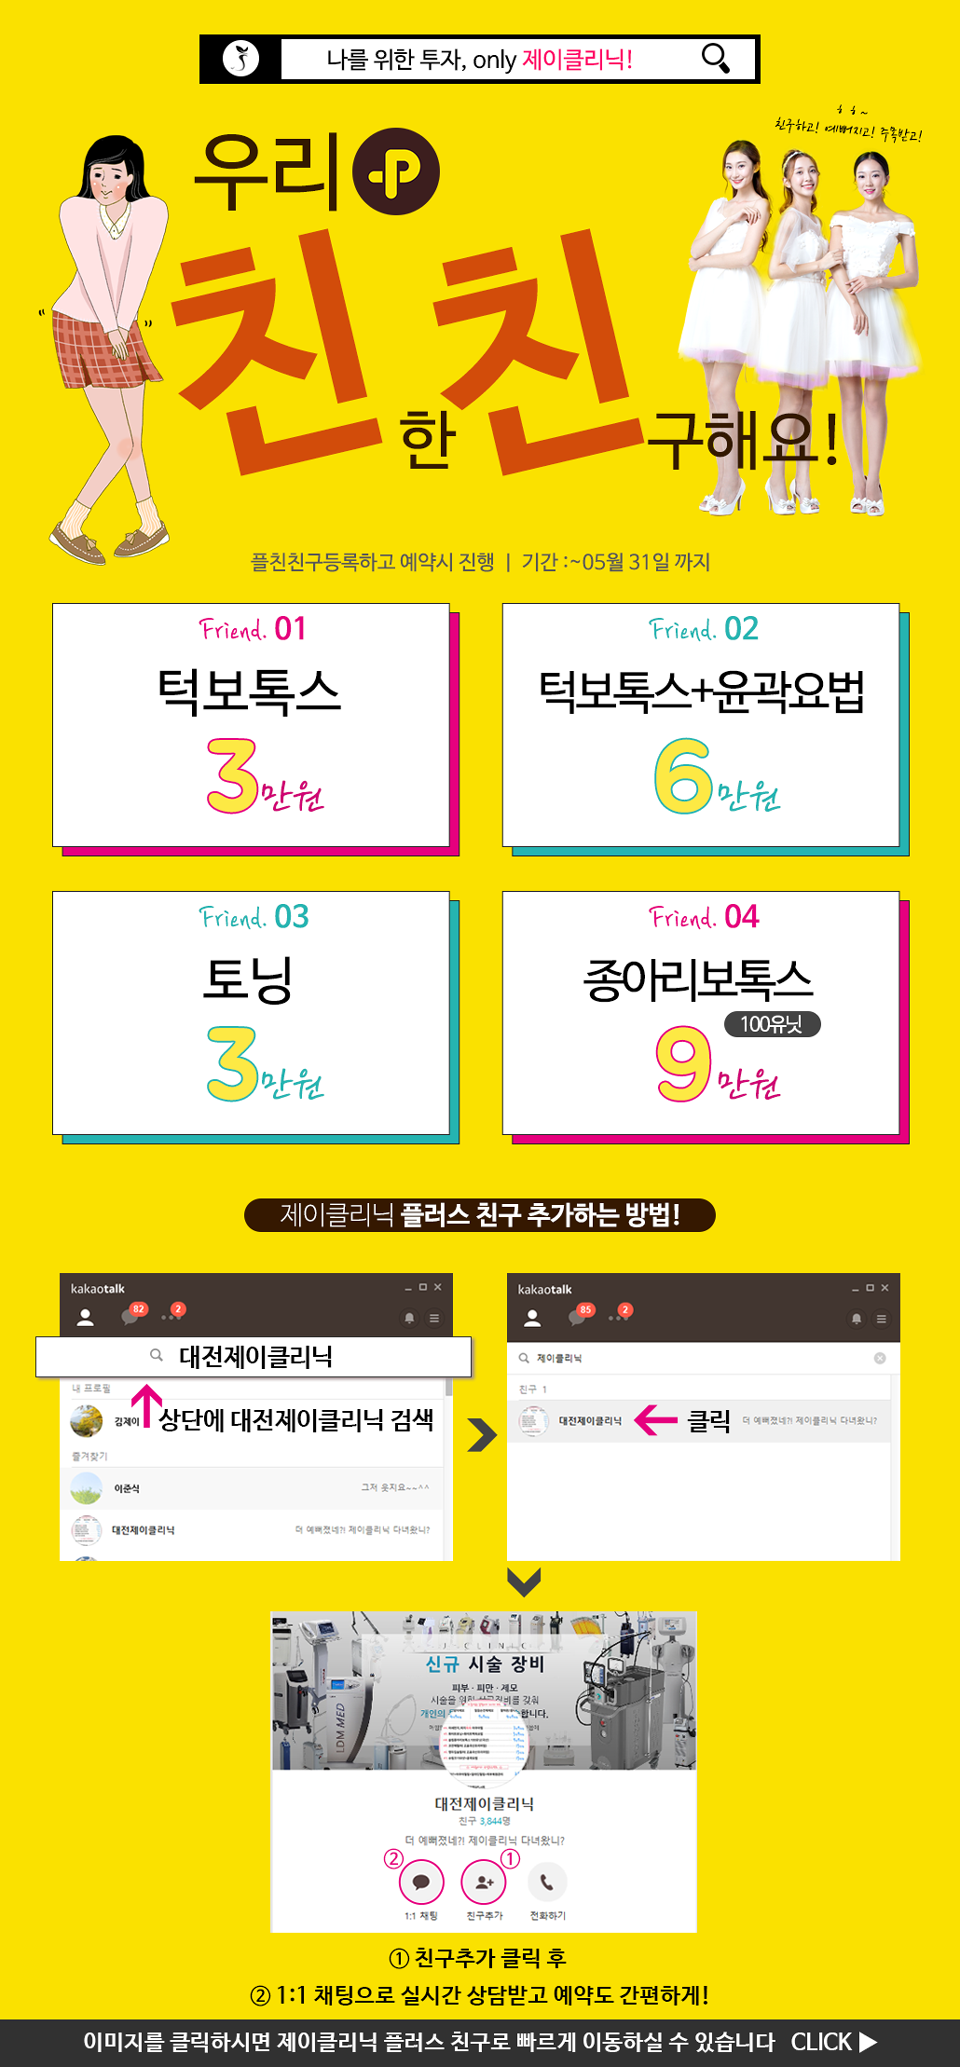 나를 위한 투자, only 제이클리닉!
ㅎ ㅎ ~
친구하고! 예뻐지고! 주목받고!
우리 P
친한 친구해요!
플친친구등록하고 예약시 진행 | 기간 :~05월 31일 까지
Friend. 01
턱보톡스
3만원
Friend. 02
턱보톡스+윤곽요법
6만원
Friend. 03
토닝
3만원
Friend. 04
종아리보톡스
100유닛
9만원
제이클리닉 플러스 친구 추가하는 방법!
kakaotalk
82
2
대전제이클리닉
내 프로필
김제이
상단에 대전제이클리닉 검색
즐겨찾기
이준식
그저 웃지요~~^^
대전제이클리닉
더 예뻐졌네?! 제이클리닉 다녀왔니?
kakaotalk
85
2
제이클리닉
친구 1
대전제이클리닉
클릭
더 예뻐졌네?! 제이클리닉 다녀왔니?
J - C L I N I C
신규 시술 장비
피부 · 피만 · 제모
시술을 위한
장비를 갖춰
개인의
합니다.
LDM MED
대전제이클리닉
친구 3,844명
더 예뻐졌네?! 제이클리닉 다녀왔니?
② ①
1:1 채팅 친구추가 전화하기
① 친구추가 클릭 후
② 1:1 채팅으로 실시간 상담받고 예약도 간편하게!
이미지를 클릭하시면 제이클리닉 플러스 친구로 빠르게 이동하실 수 있습니다 CLICK ▶